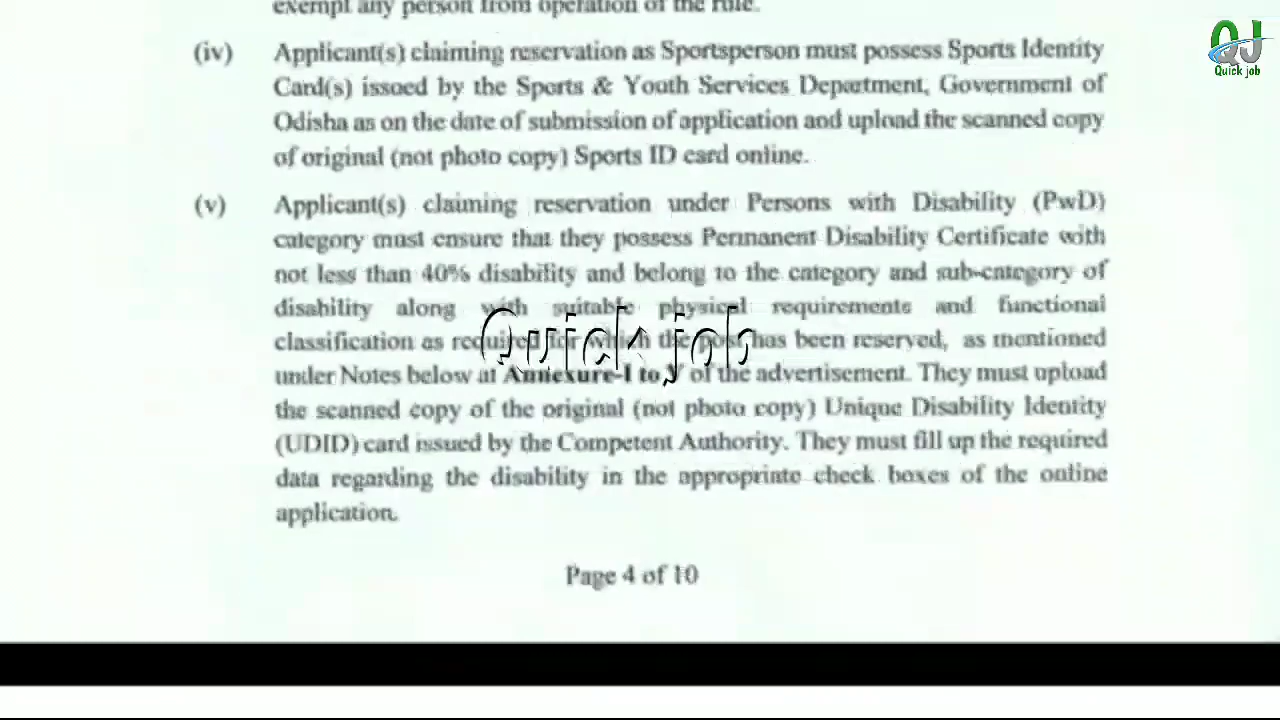 exempt any person from operation of the rule.
QJ
Quick job
(iv) Applicant(s) claiming reservation as Sportsperson must possess Sports Identity
Card(s) issued by the Sports & Youth Services Department, Government of
Odisha as on the date of submission of application and upload the scanned copy
of original (not photo copy) Sports ID card online.
(v) Applicant(s) claiming reservation under Persons with Disability (PwD)
category must ensure that they possess Permanent Disability Certificate with
not less than 40% disability and belong to the category and sub-category of
disability along with suitable physical requirements and functional
classification as required for which the post has been reserved, as mentioned
under Notes below at Annexure-I to V of the advertisement. They must upload
the scanned copy of the original (not photo copy) Unique Disability Identity
(UDID) card issued by the Competent Authority. They must fill up the required
data regarding the disability in the appropriate check boxes of the online
application.
Quick job
Page 4 of 10